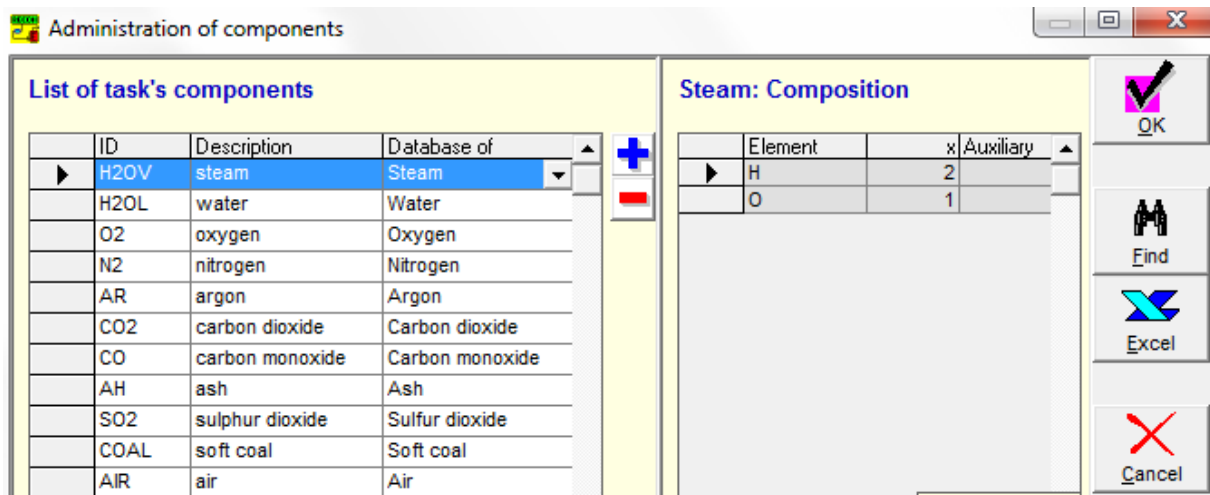 Administration of components
List of task's components
ID Description Database of
H2OV steam Steam
H2OL water Water
O2 oxygen Oxygen
N2 nitrogen Nitrogen
AR argon Argon
CO2 carbon dioxide Carbon dioxide
CO carbon monoxide Carbon monoxide
AH ash Ash
SO2 sulphur dioxide Sulfur dioxide
COAL soft coal Soft coal
AIR air Air
Steam: Composition
Element x Auxiliary
H 2
O 1
OK
Find
Excel
Cancel